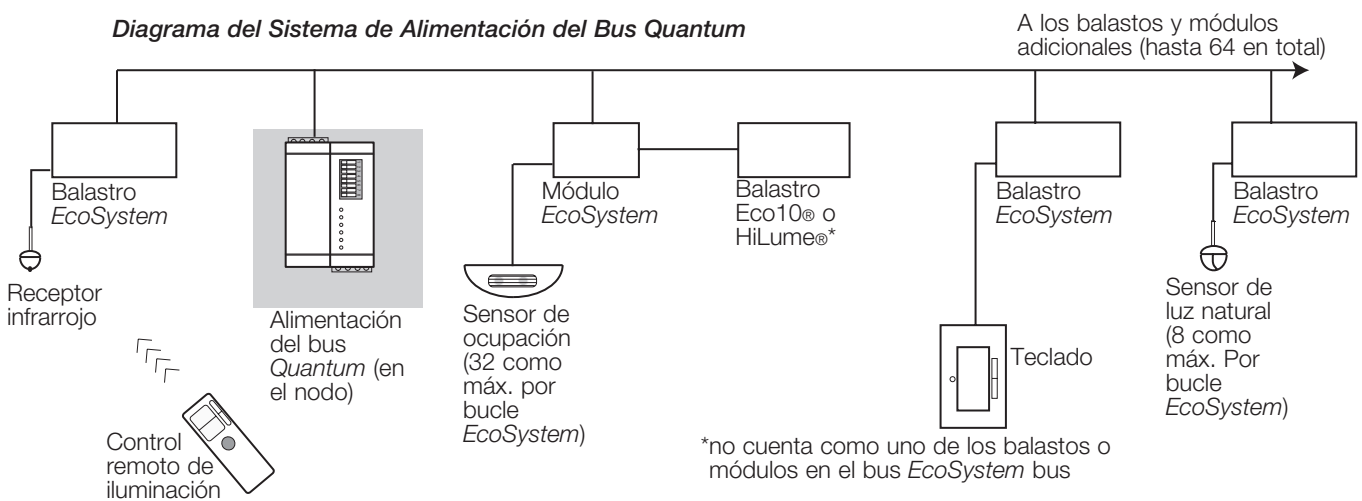 Diagrama del Sistema de Alimentación del Bus Quantum
A los balastos y módulos
adicionales (hasta 64 en total)
Balastro
EcoSystem
Receptor
infrarrojo
Control
remoto de
iluminación
Alimentación
del bus
Quantum (en
el nodo)
Módulo
EcoSystem
Sensor de
ocupación
(32 como
máx. por
bucle
EcoSystem)
Balastro
Eco10® o
HiLume®*
Balastro
EcoSystem
Teclado
Balastro
EcoSystem
Sensor de
luz natural
(8 como
máx. Por
bucle
EcoSystem)
*no cuenta como uno de los balastos o
módulos en el bus EcoSystem bus